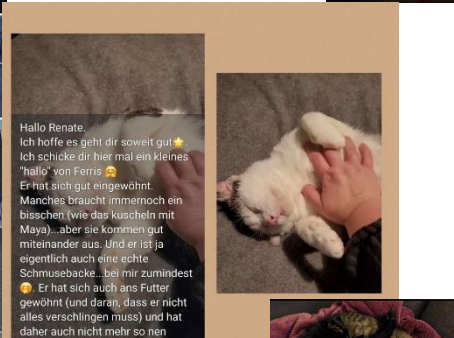 Hallo Renate.
Ich hoffe es geht dir soweit gut⭐.
Ich schicke dir hier mal ein kleines
"hallo" von Ferris 🤗
Er hat sich gut eingewöhnt.
Manches braucht immernoch ein
bisschen (wie das kuscheln mit
Maya)...aber sie kommen gut
miteinander aus. Und er ist ja
eigentlich auch eine echte
Schmusebacke...bei mir zumindest
🤭. Er hat sich auch ans Futter
gewöhnt (und daran, dass er nicht
alles verschlingen muss) und hat
daher auch nicht mehr so nen